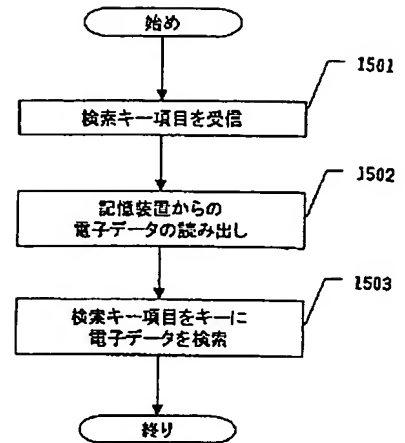 始め
1501
検索キー項目を受信
1502
記憶装置からの
電子データの読み出し
1503
検索キー項目をキーに
電子データを検索
終り